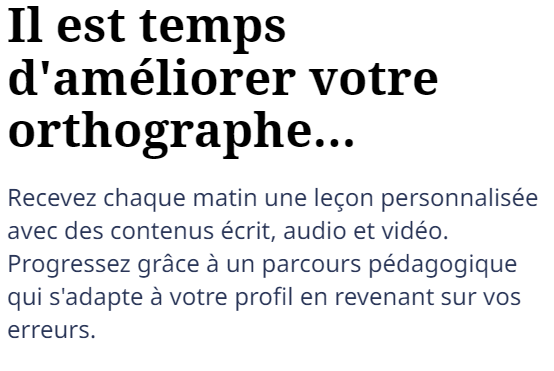 Il est temps
d'améliorer votre
orthographe...
Recevez chaque matin une leçon personnalisée
avec des contenus écrit, audio et vidéo.
Progressez grâce à un parcours pédagogique
qui s'adapte à votre profil en revenant sur vos
erreurs.